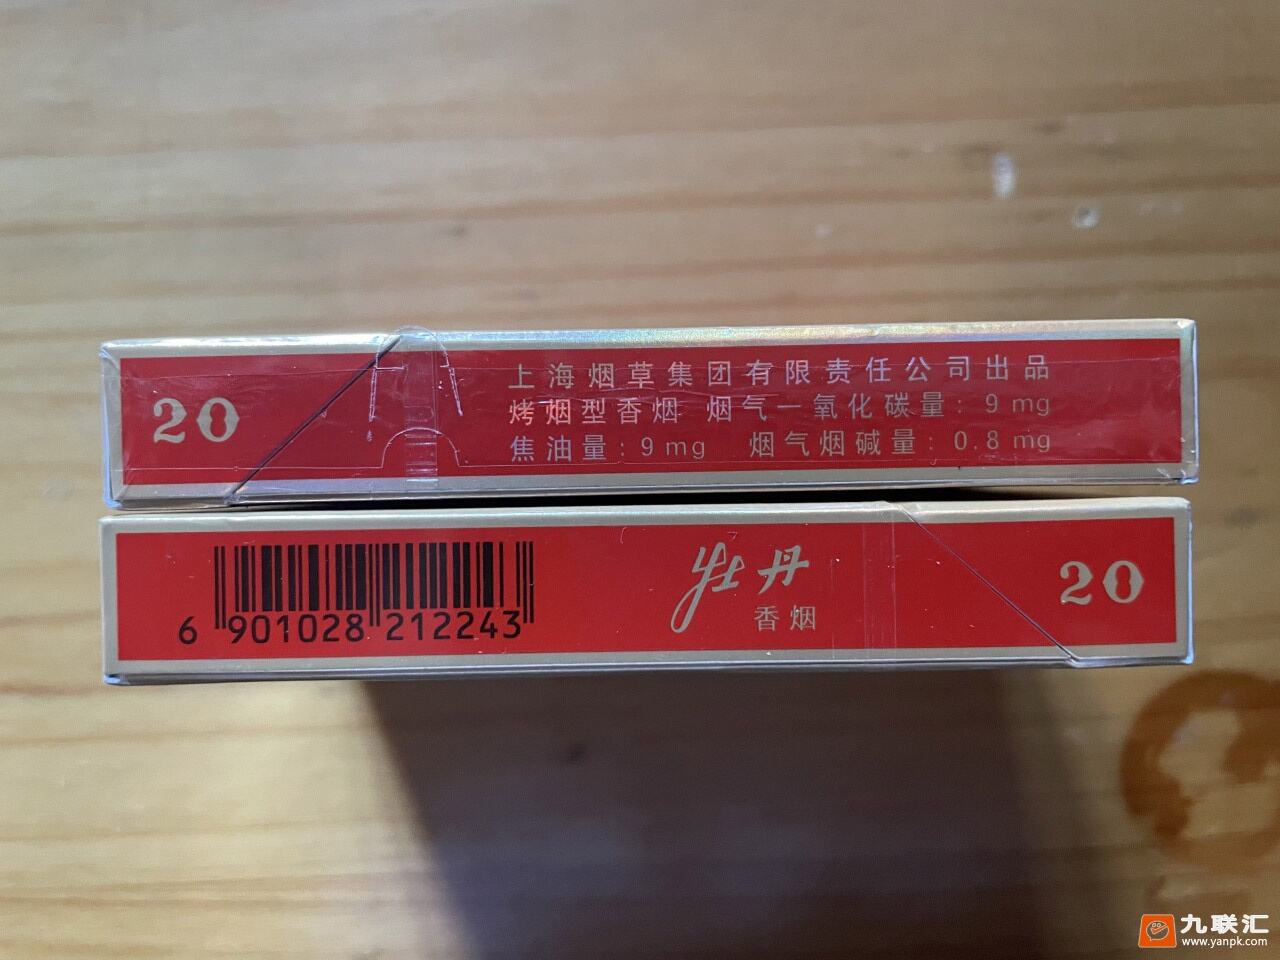 20
上海烟草集团有限责任公司出品
烤烟型香烟 烟气一氧化碳量: 9 mg
焦油量: 9 mg 烟气烟碱量: 0.8 mg
6 901028 212243
牡丹
香烟
20
九联汇
www.yanpk.com